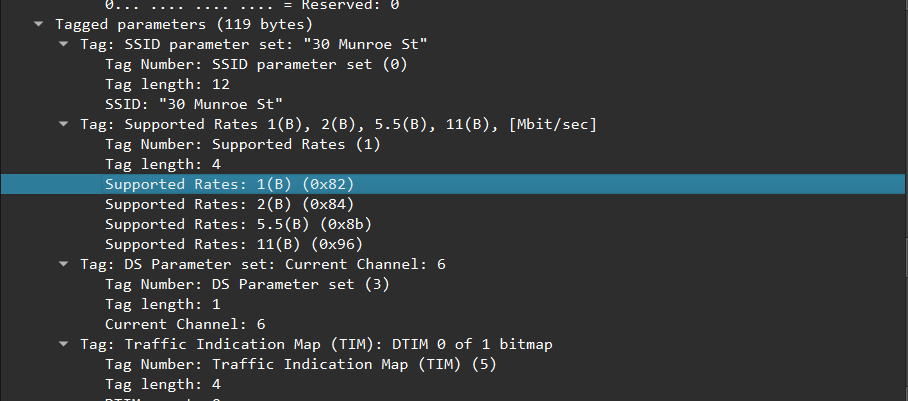 0... .... .... .... = Reserved: 0
Tagged parameters (119 bytes)
Tag: SSID parameter set: "30 Munroe St"
Tag Number: SSID parameter set (0)
Tag length: 12
SSID: "30 Munroe St"
Tag: Supported Rates 1(B), 2(B), 5.5(B), 11(B), [Mbit/sec]
Tag Number: Supported Rates (1)
Tag length: 4
Supported Rates: 1(B) (0x82)
Supported Rates: 2(B) (0x84)
Supported Rates: 5.5(B) (0x8b)
Supported Rates: 11(B) (0x96)
Tag: DS Parameter set: Current Channel: 6
Tag Number: DS Parameter set (3)
Tag length: 1
Current Channel: 6
Tag: Traffic Indication Map (TIM): DTIM 0 of 1 bitmap
Tag Number: Traffic Indication Map (TIM) (5)
Tag length: 4